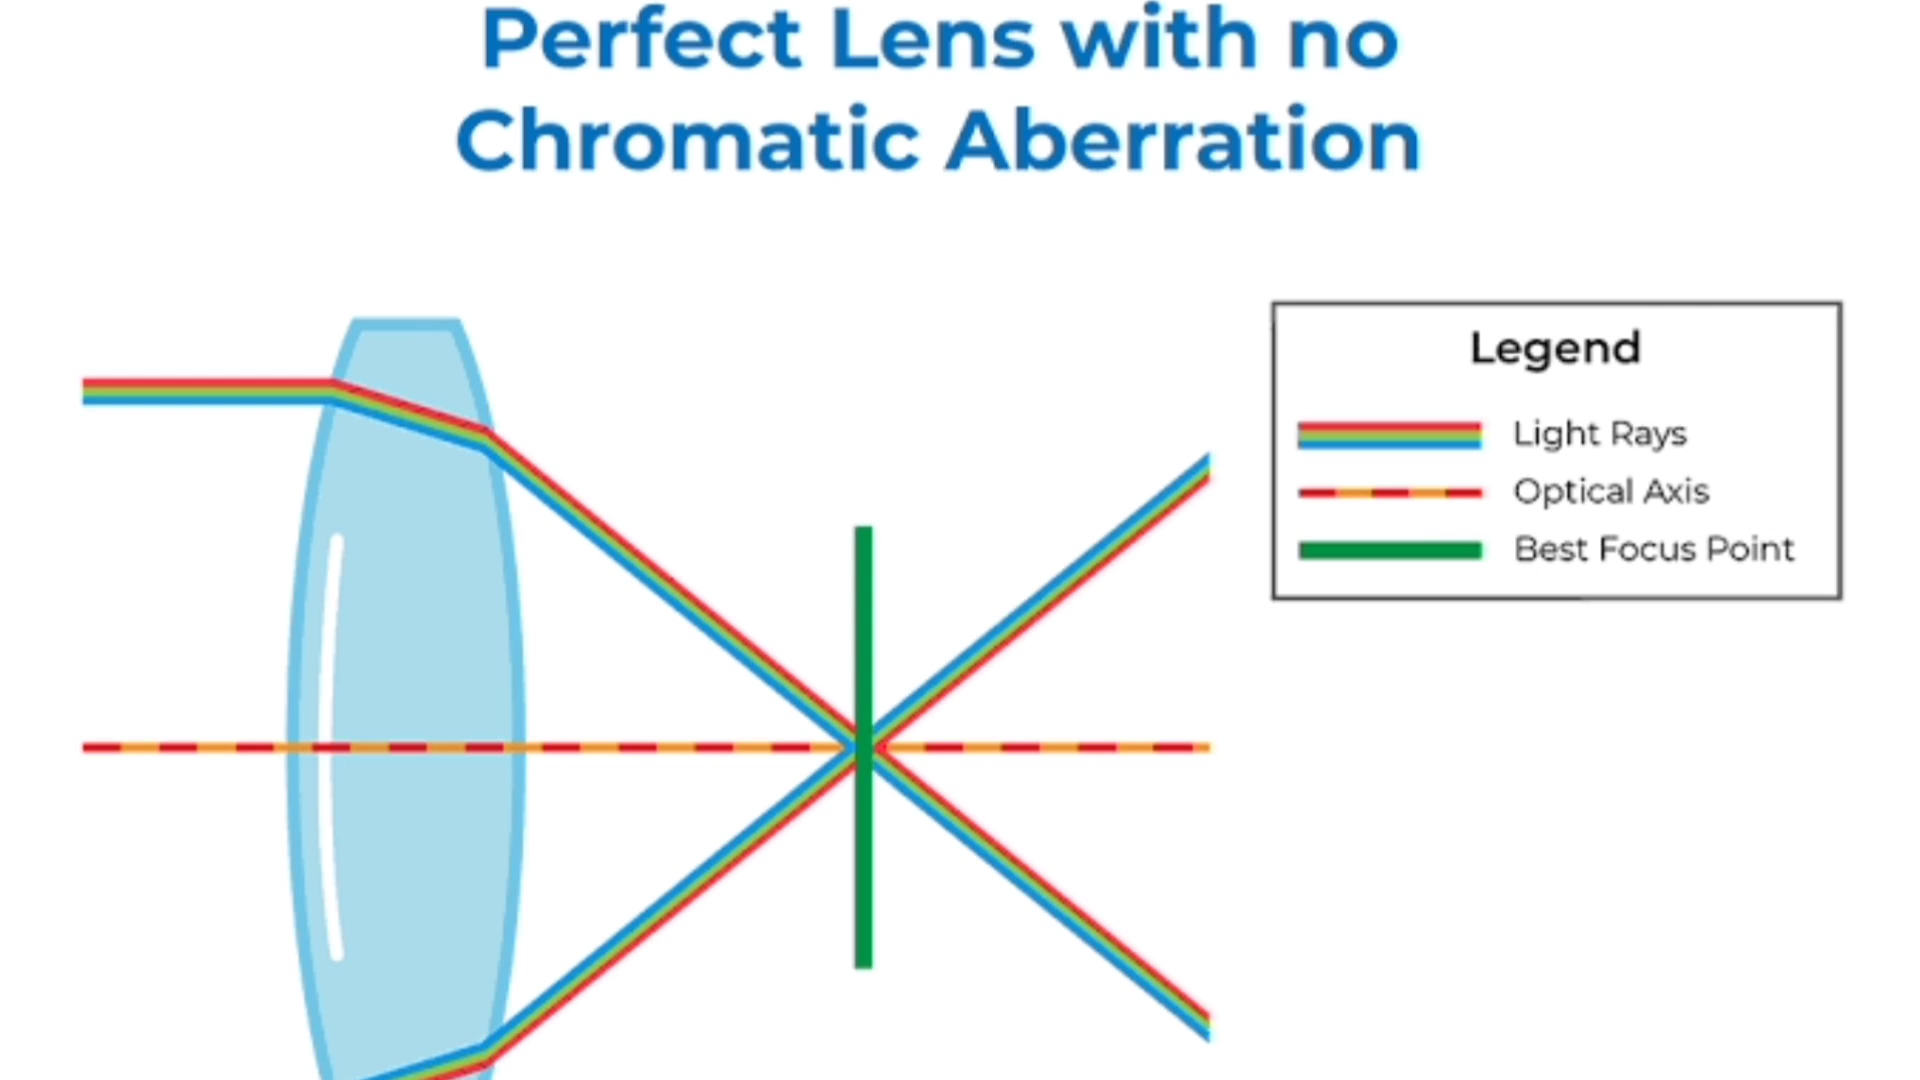 Perfect Lens with no
Chromatic Aberration
Legend
Light Rays
Optical Axis
Best Focus Point